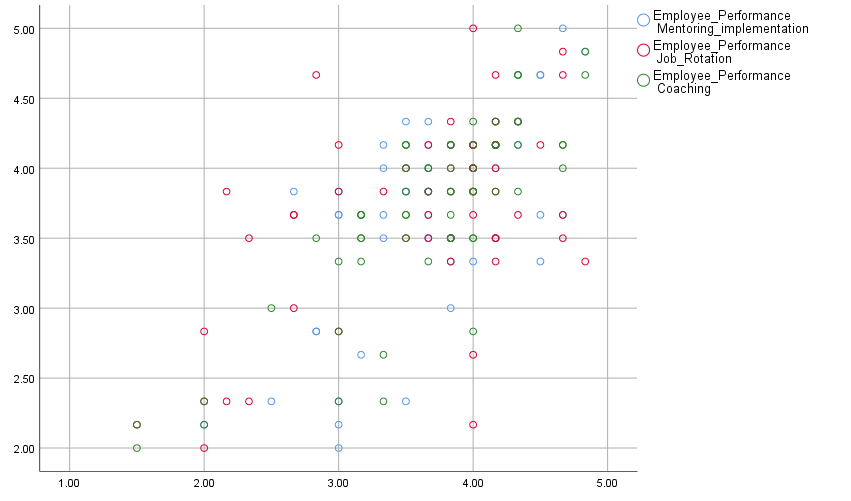 Employee_Performance
Mentoring_implementation
Employee_Performance
Job_Rotation
Employee_Performance
Coaching
5.00
4.50
4.00
3.50
3.00
2.50
2.00
1.00 2.00 3.00 4.00 5.00